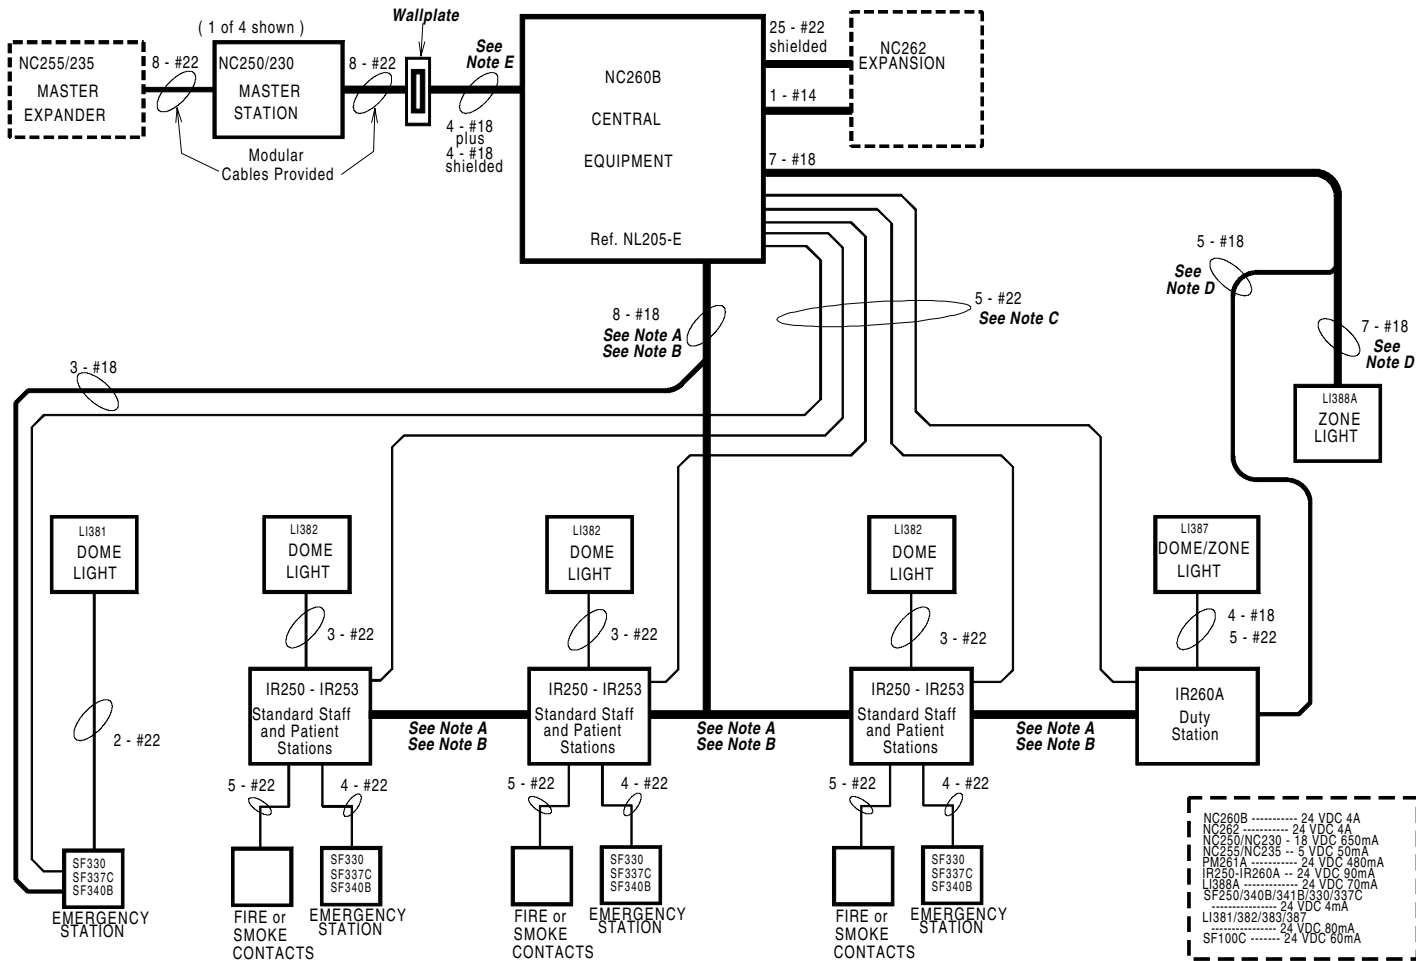 ( 1 of 4 shown )
Wallplate
NC255/235
MASTER
EXPANDER
8 - #22
NC250/230
MASTER
STATION
8 - #22
See
Note E
4 - #18
plus
4 - #18
shielded
Modular
Cables Provided
NC260B
CENTRAL
EQUIPMENT
Ref. NL205-E
25 - #22
shielded
1 - #14
7 - #18
NC262
EXPANSION
5 - #18
See
Note D
7 - #18
See
Note D
LI388A
ZONE
LIGHT
8 - #18
See Note A
See Note B
5 - #22
See Note C
3 - #18
LI381
DOME
LIGHT
LI382
DOME
LIGHT
LI382
DOME
LIGHT
LI382
DOME
LIGHT
LI387
DOME/ZONE
LIGHT
3 - #22
3 - #22
3 - #22
4 - #18
5 - #22
2 - #22
IR250 - IR253
Standard Staff
and Patient
Stations
See Note A
See Note B
IR250 - IR253
Standard Staff
and Patient
Stations
See Note A
See Note B
IR250 - IR253
Standard Staff
and Patient
Stations
See Note A
See Note B
IR260A
Duty
Station
5 - #22
4 - #22
5 - #22
4 - #22
5 - #22
4 - #22
SF330
SF337C
SF340B
EMERGENCY
STATION
FIRE or
SMOKE
CONTACTS
SF330
SF337C
SF340B
EMERGENCY
STATION
FIRE or
SMOKE
CONTACTS
SF330
SF337C
SF340B
EMERGENCY
STATION
FIRE or
SMOKE
CONTACTS
SF330
SF337C
SF340B
EMERGENCY
STATION
NC260B ---------- 24 VDC 4A
NC262 ---------- 24 VDC 4A
NC250/NC230 - 18 VDC 650mA
NC255/NC235 -- 5 VDC 50mA
PM261A ---------- 24 VDC 480mA
IR250-IR260A -- 24 VDC 90mA
LI388A ----------- 24 VDC 70mA
SF250/340B/341B/330/337C
--------------- 24 VDC 4mA
LI381/382/383/387
--------------- 24 VDC 80mA
SF100C ------- 24 VDC 60mA